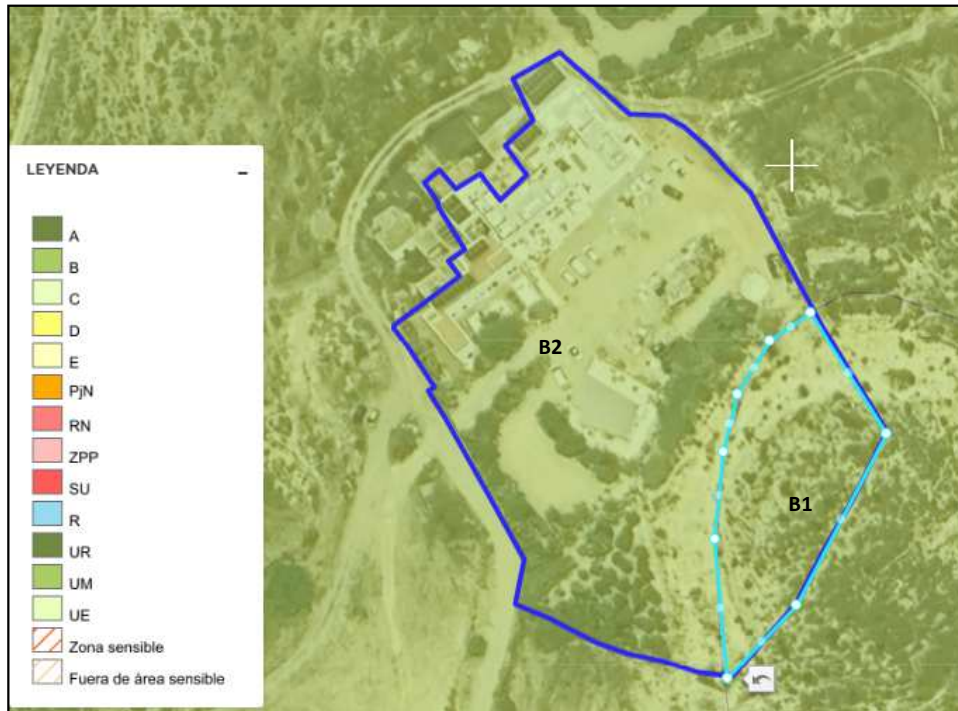 LEYENDA
-
A
B
C
D
E
PjN
RN
ZPP
SU
R
UR
UM
UE
Zona sensible
Fuera de área sensible
B2
B1